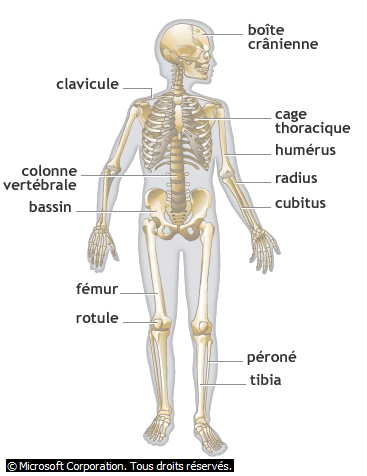 boîte
crânienne
clavicule
cage
thoracique
humérus
colonne
vertébrale
radius
bassin
cubitus
fémur
rotule
péroné
tibia
© Microsoft Corporation. Tous droits réservés.